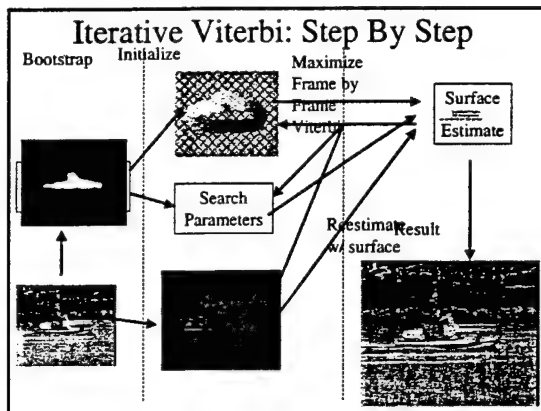 Iterative Viterbi: Step By Step
Bootstrap
Initialize
Maximize
Frame by
Frame
Viterbi
Surface
Estimate
Search
Parameters
Reestimate
w/ surface
Result